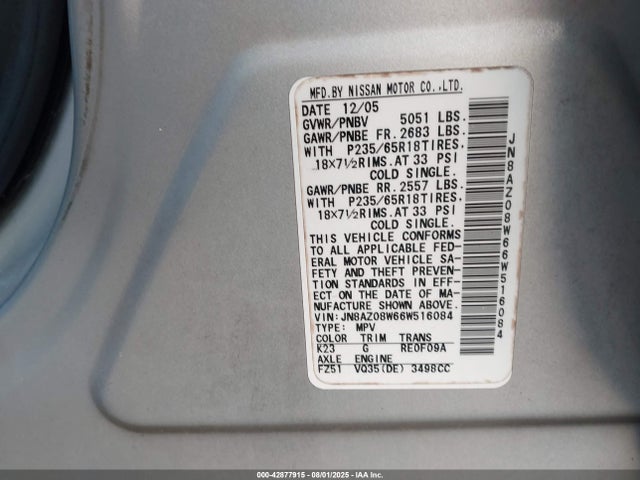 MFD.BY NISSAN MOTOR CO.,LTD.
DATE 12/05
GVWR/PNBV 5051 LBS.
GAWR/PNBE FR.2683 LBS.
WITH P235/65R18TIRES.
18X7½RIMS.AT 33 PSI
COLD SINGLE.
GAWR/PNBE RR.2557 LBS.
WITH P235/65R18TIRES.
18X7½RIMS.AT 33 PSI
COLD SINGLE.
THIS VEHICLE CONFORMS
TO ALL APPLICABLE FED-
ERAL MOTOR VEHICLE SA-
FETY AND THEFT PREVEN-
TION STANDARDS IN EFF-
ECT ON THE DATE OF MA-
NUFACTURE SHOWN ABOVE.
VIN:JN8AZ08W66W516084
TYPE: MPV
COLOR TRIM TRANS
K23 G RE0F09A
AXLE ENGINE
FZ51 VQ35(DE) 3498CC
JN8AZ08W66W516084
000-42877915 - 08/01/2025 - IAA Inc.